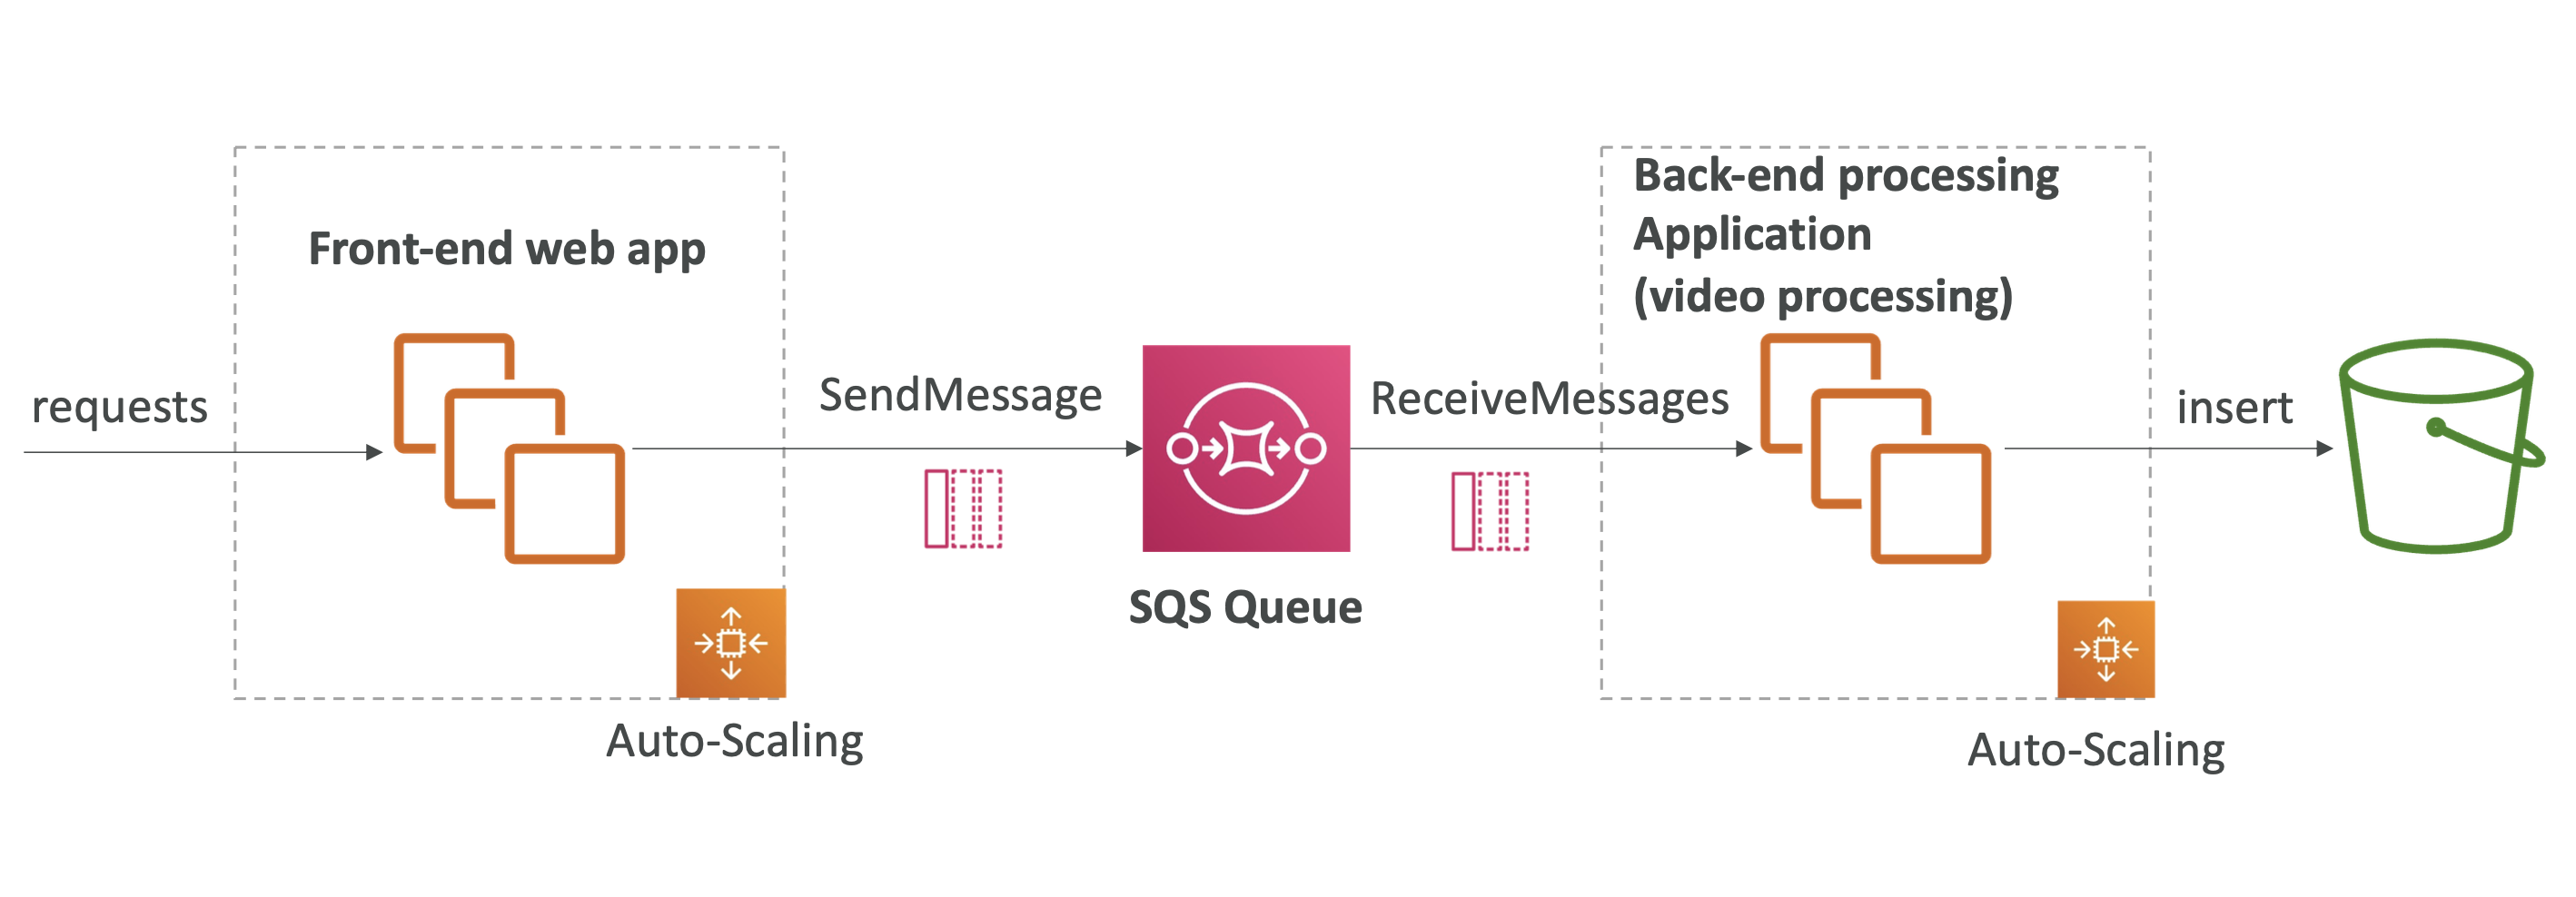 requests
Front-end web app
Auto-Scaling
SendMessage
SQS Queue
ReceiveMessages
Back-end processing
Application
(video processing)
Auto-Scaling
insert